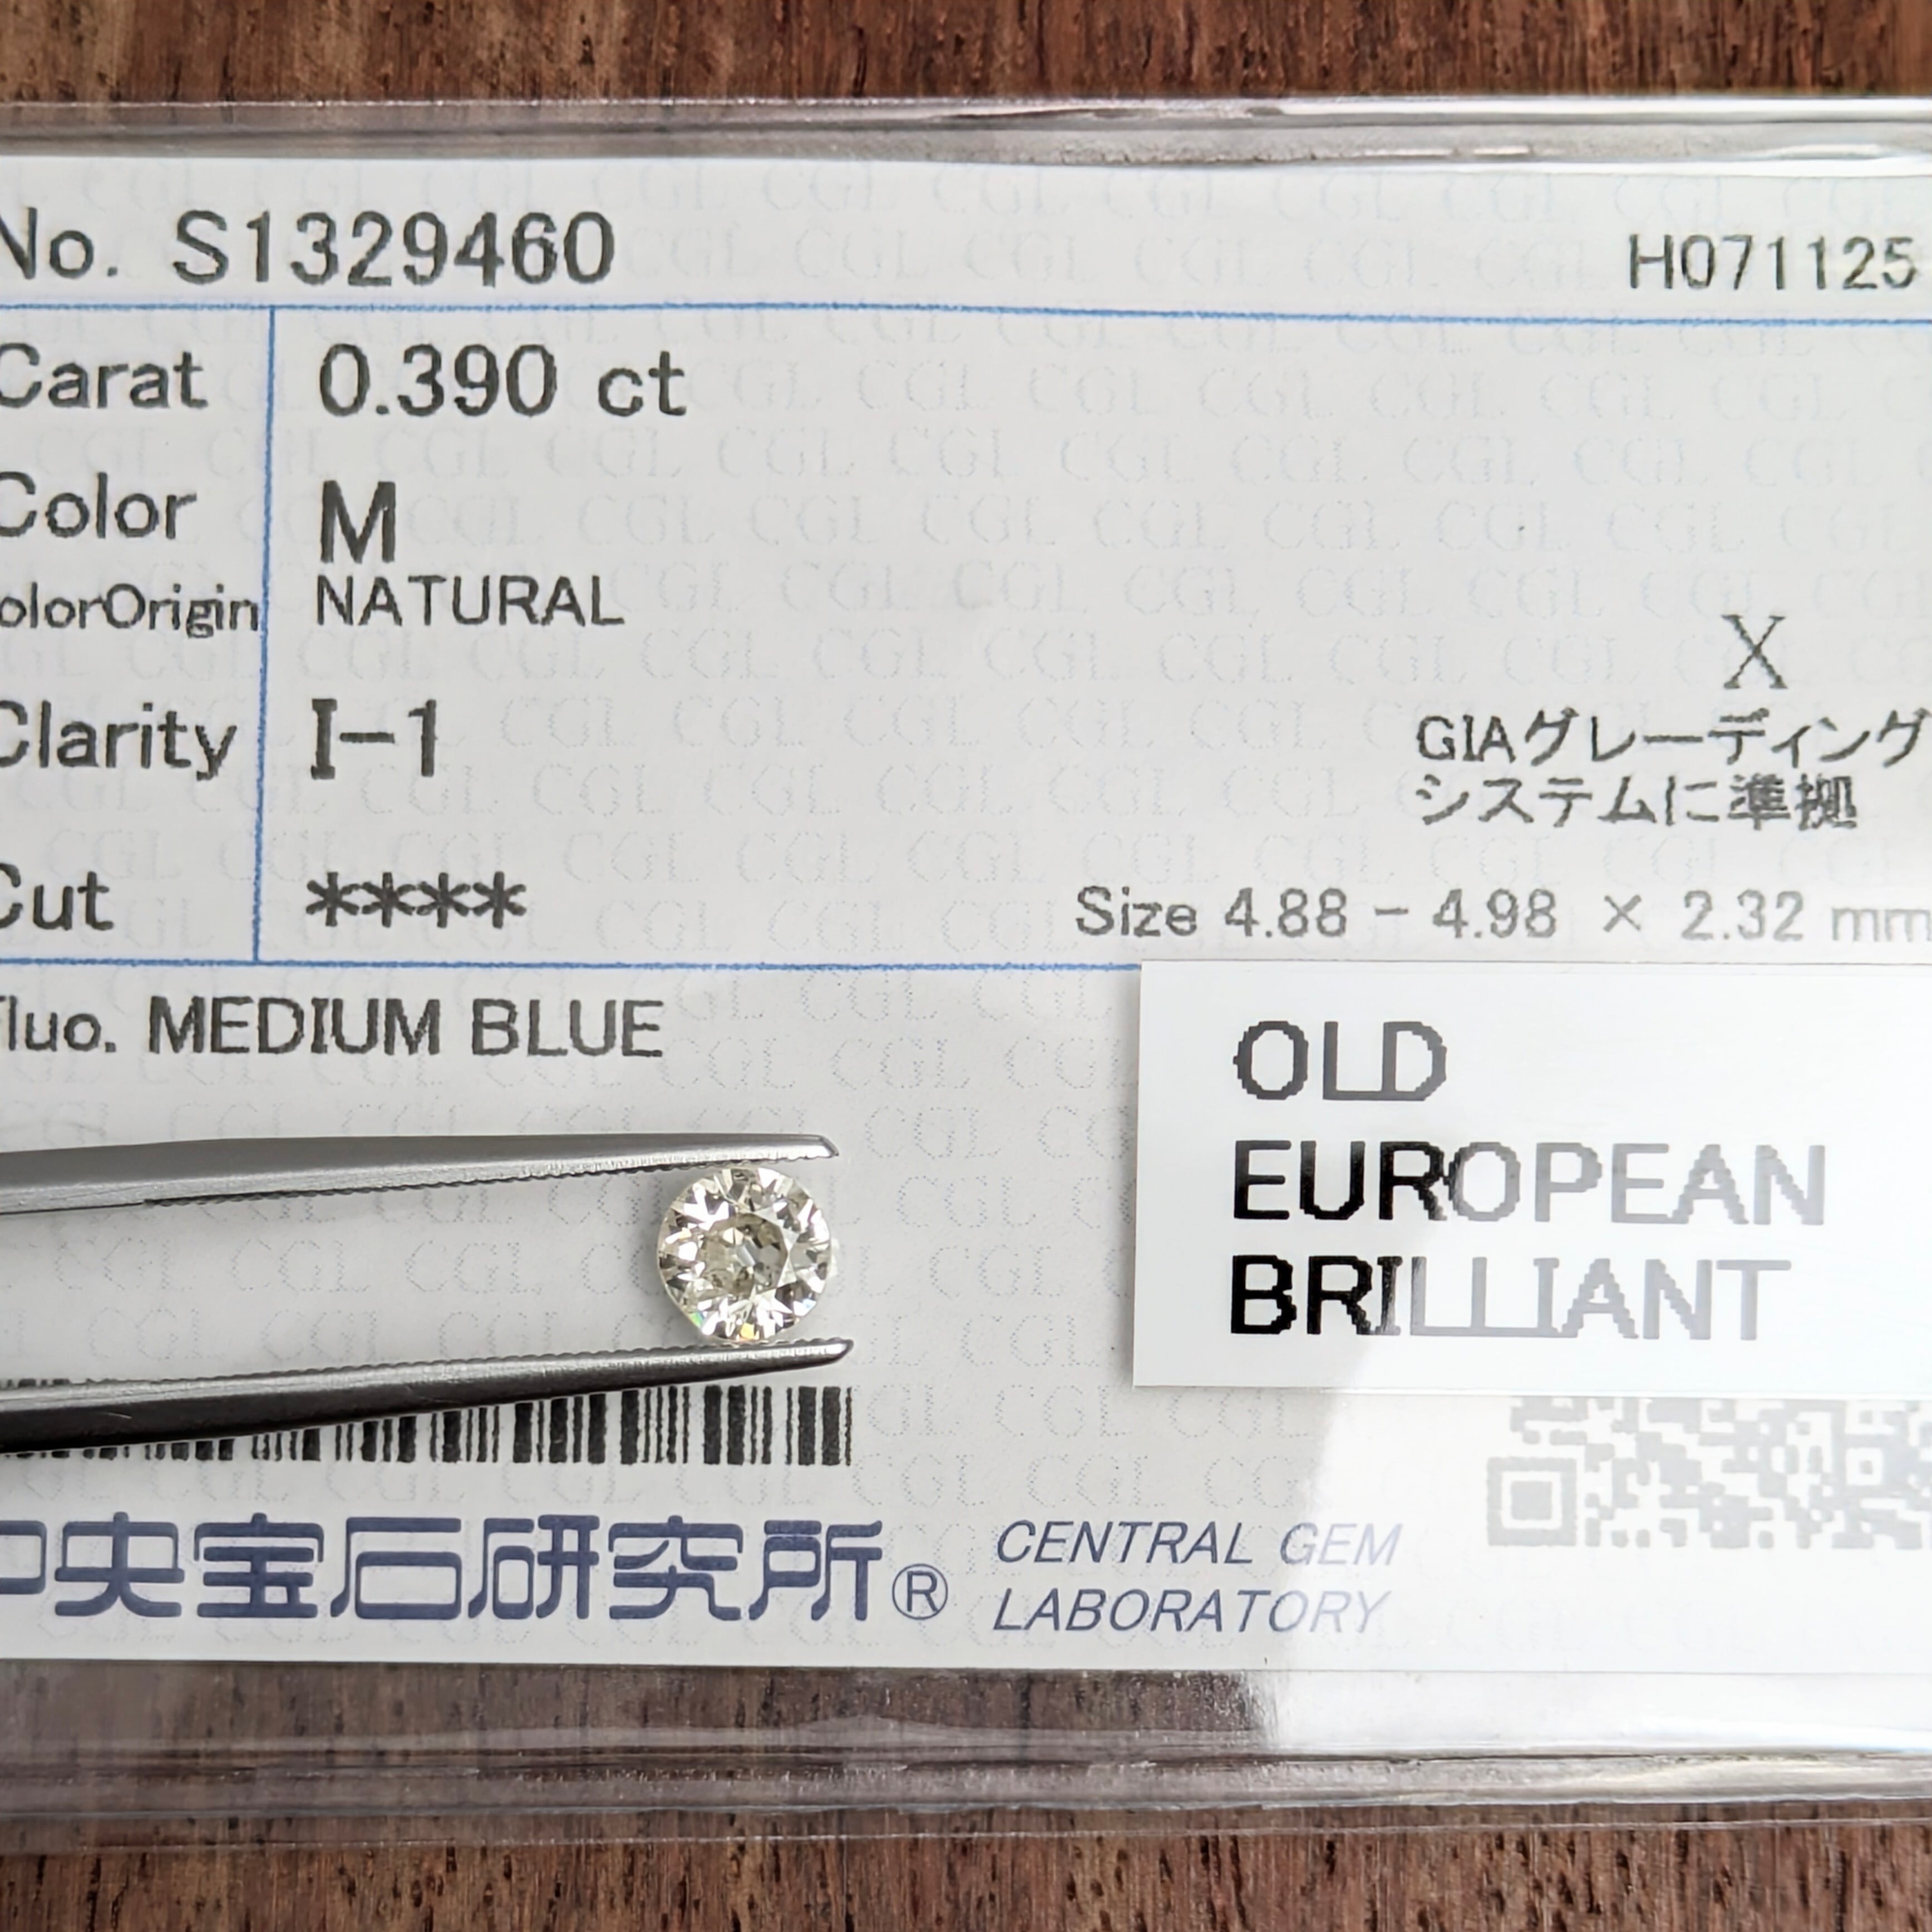 No. S1329460
H071125
Carat 0.390 ct
Color M
olorOrigin NATURAL
X
Clarity I-1
GIAグレーディング
システムに準拠
Cut ****
Size 4.88 - 4.98 × 2.32 mm
Fluo. MEDIUM BLUE
OLD
EUROPEAN
BRILLIANT
中央宝石研究所® CENTRAL GEM
LABORATORY